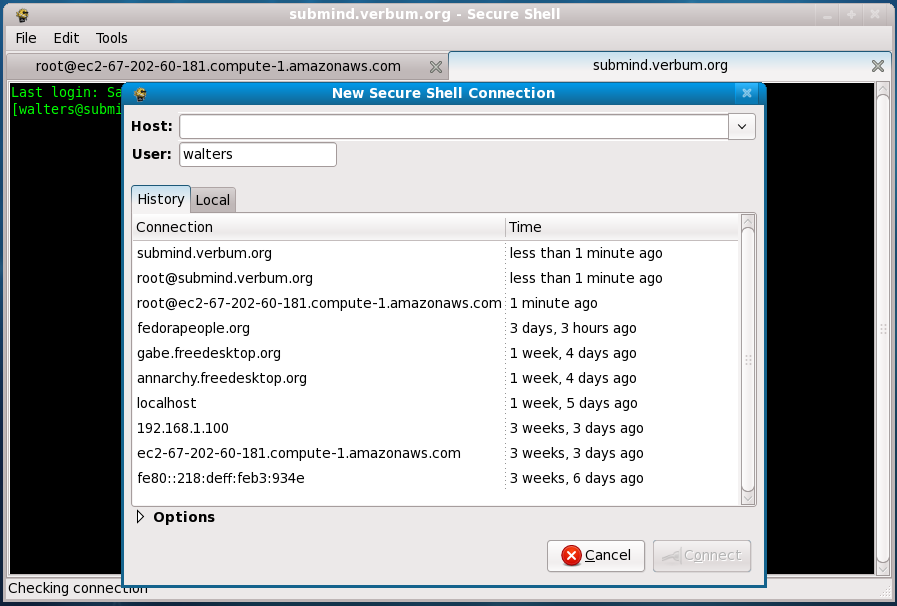 submind.verbum.org - Secure Shell
File Edit Tools
root@ec2-67-202-60-181.compute-1.amazonaws.com submind.verbum.org
Last login: Sa
[walters@submi
New Secure Shell Connection
Host:
User: walters
History Local
Connection Time
submind.verbum.org less than 1 minute ago
root@submind.verbum.org less than 1 minute ago
root@ec2-67-202-60-181.compute-1.amazonaws.com 1 minute ago
fedorapeople.org 3 days, 3 hours ago
gabe.freedesktop.org 1 week, 4 days ago
annarchy.freedesktop.org 1 week, 4 days ago
localhost 1 week, 5 days ago
192.168.1.100 3 weeks, 3 days ago
ec2-67-202-60-181.compute-1.amazonaws.com 3 weeks, 3 days ago
fe80::218:deff:feb3:934e 3 weeks, 6 days ago
Options
Cancel Connect
Checking connection